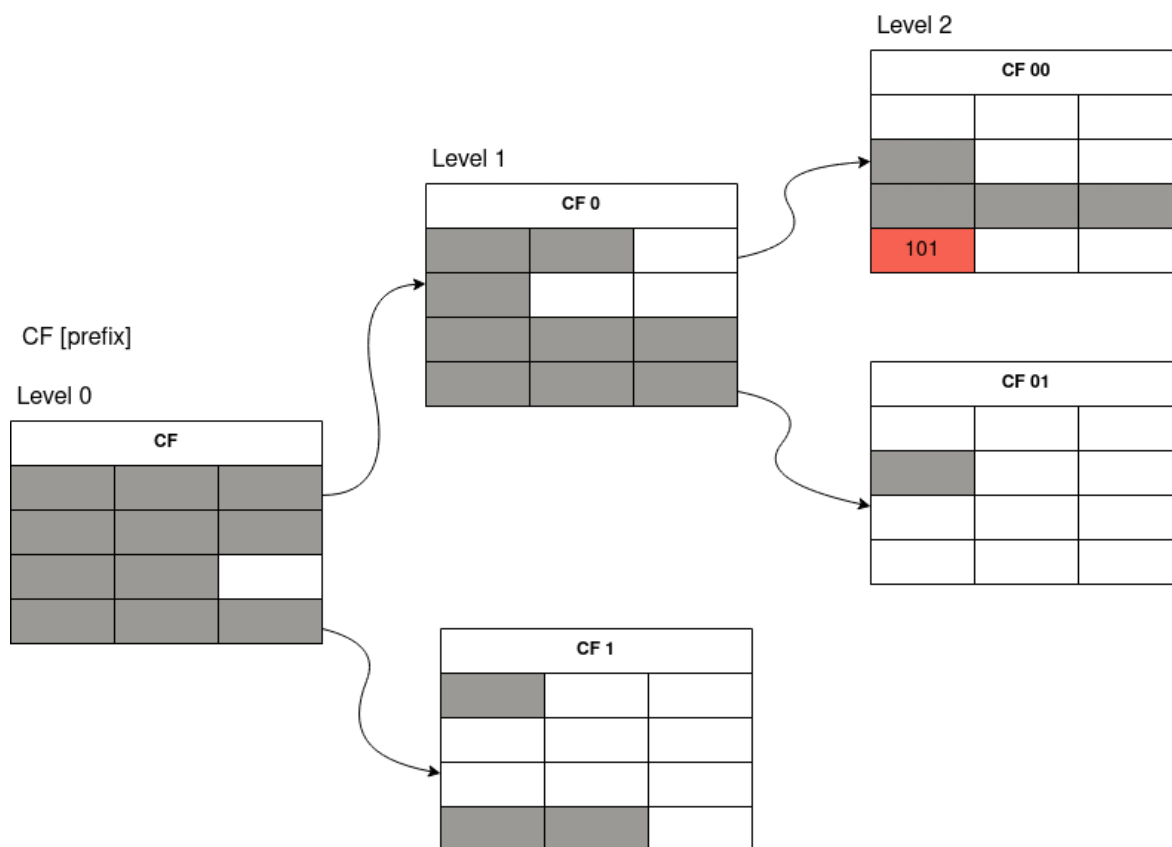 Level 2
CF 00
Level 1
CF 0
101
CF [prefix]
CF 01
Level 0
CF
CF 1